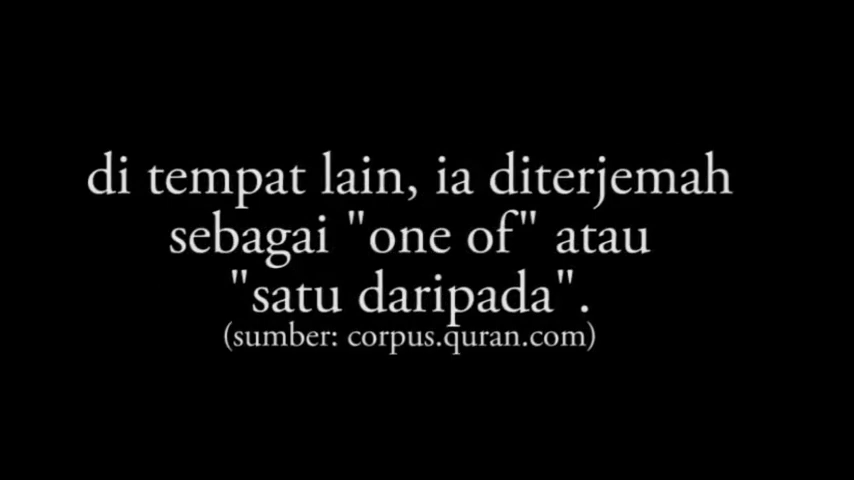 di tempat lain, ia diterjemah
sebagai "one of" atau
"satu daripada".
(sumber: corpus.quran.com)